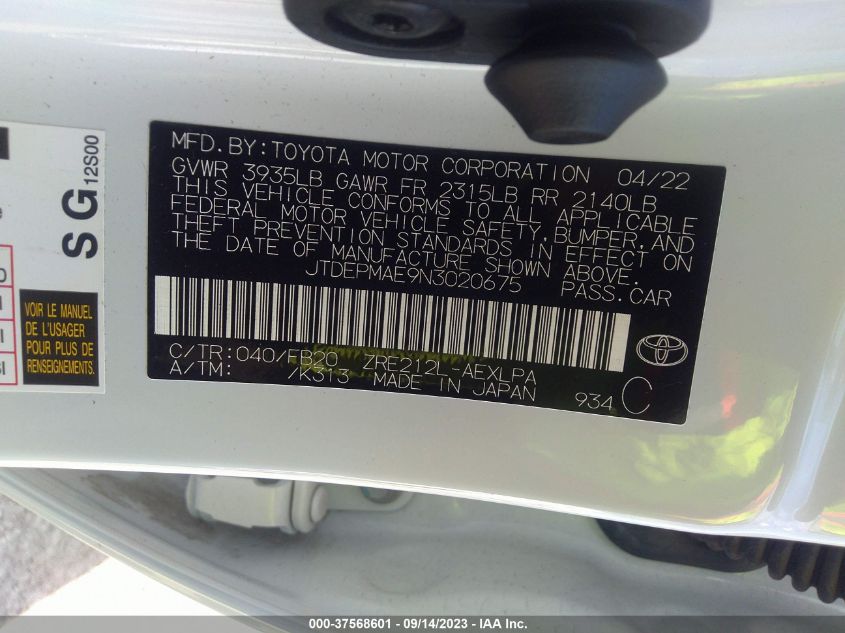 MFD.BY:TOYOTA MOTOR CORPORATION 04/22
GVWR 3935LB GAWR FR 2315LB RR 2140LB
THIS VEHICLE CONFORMS TO ALL APPLICABLE
FEDERAL MOTOR VEHICLE SAFETY,BUMPER,AND
THEFT PREVENTION STANDARDS IN EFFECT ON
THE DATE OF MANUFACTURE SHOWN ABOVE.
JTDEPMAE9N3020675 PASS.CAR
C/TR:040/FB20 ZRE212L-AEXLPA
A/TM: /K313 MADE IN JAPAN 934 C
SG 12S00
VOIR LE MANUEL
DE L'USAGER
POUR PLUS DE
RENSEIGNEMENTS.
000-37568601 - 09/14/2023 - IAA Inc.